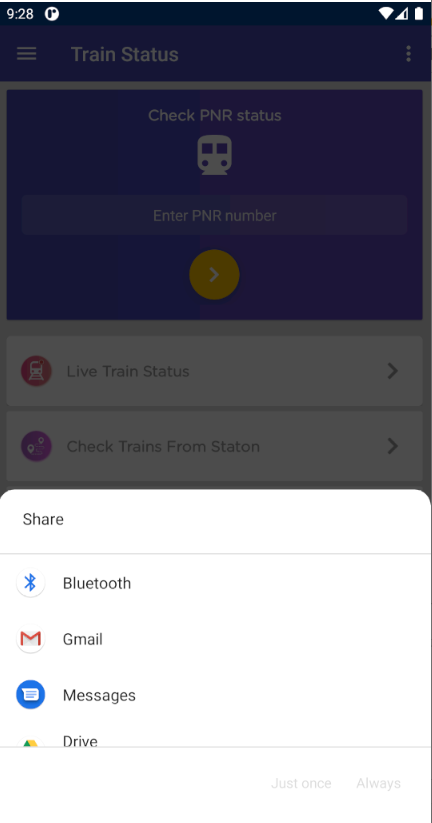 9:28
Train Status
Check PNR status
Enter PNR number
Live Train Status
Check Trains From Staton
Share
Bluetooth
Gmail
Messages
Drive
Just once Always